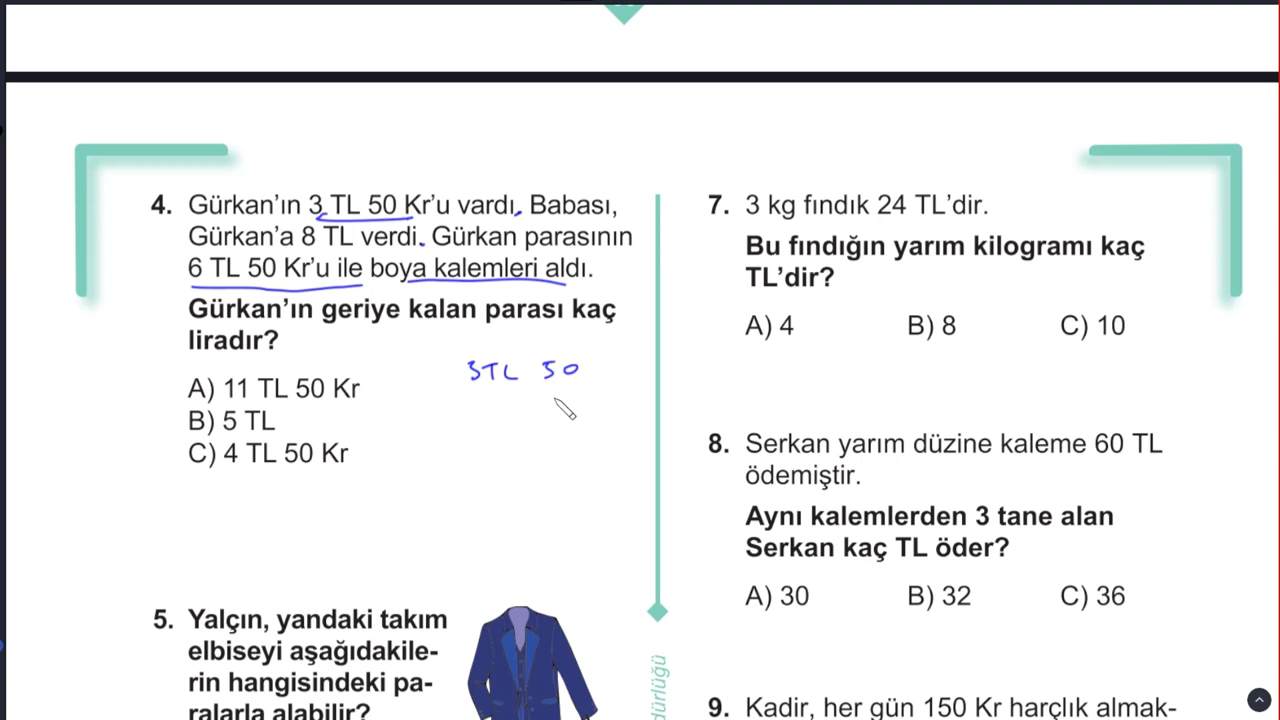 4. Gürkan’ın 3 TL 50 Kr’u vardı. Babası,
Gürkan’a 8 TL verdi. Gürkan parasının
6 TL 50 Kr’u ile boya kalemleri aldı.
Gürkan’ın geriye kalan parası kaç
liradır?
3TL 50
A) 11 TL 50 Kr
B) 5 TL
C) 4 TL 50 Kr
5. Yalçın, yandaki takım
elbiseyi aşağıdakile-
rin hangisindeki pa-
ralarla alabilir?
dürlüğü
7. 3 kg fındık 24 TL’dir.
Bu fındığın yarım kilogramı kaç
TL’dir?
A) 4 B) 8 C) 10
8. Serkan yarım düzine kaleme 60 TL
ödemiştir.
Aynı kalemlerden 3 tane alan
Serkan kaç TL öder?
A) 30 B) 32 C) 36
9. Kadir, her gün 150 Kr harçlık almak-